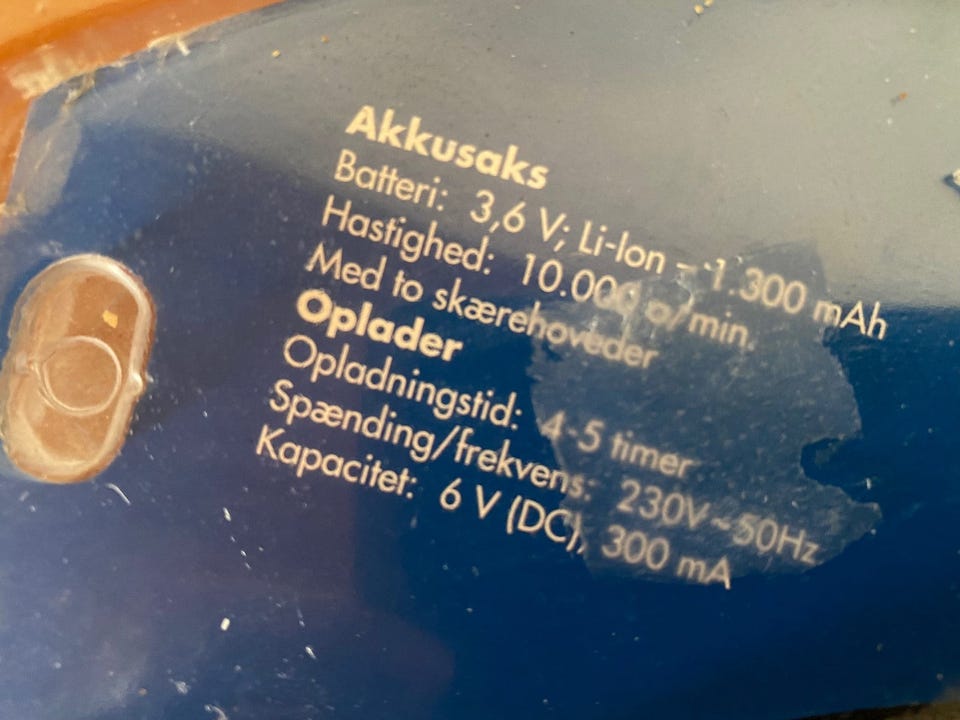 Akkusaks
Batteri: 3,6 V; Li-Ion – 1.300 mAh
Hastighed: 10.000 o/min.
Med to skærehoveder
Oplader
Opladningstid: 4-5 timer
Spænding/frekvens: 230V~50Hz
Kapacitet: 6 V (DC), 300 mA